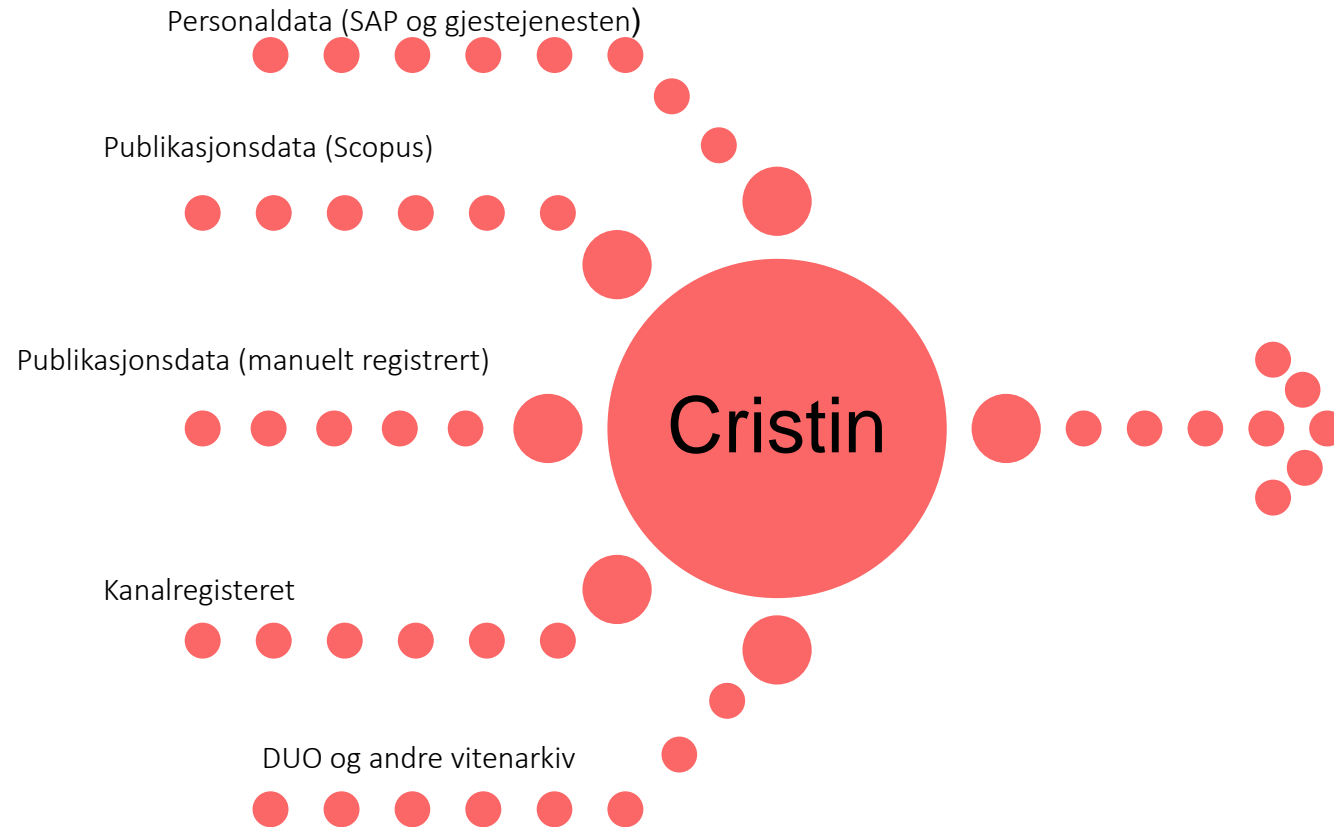 Personaldata (SAP og gjestejenesten)
Publikasjonsdata (Scopus)
Publikasjonsdata (manuelt registrert)
Cristin
Kanalregisteret
DUO og andre vitenarkiv